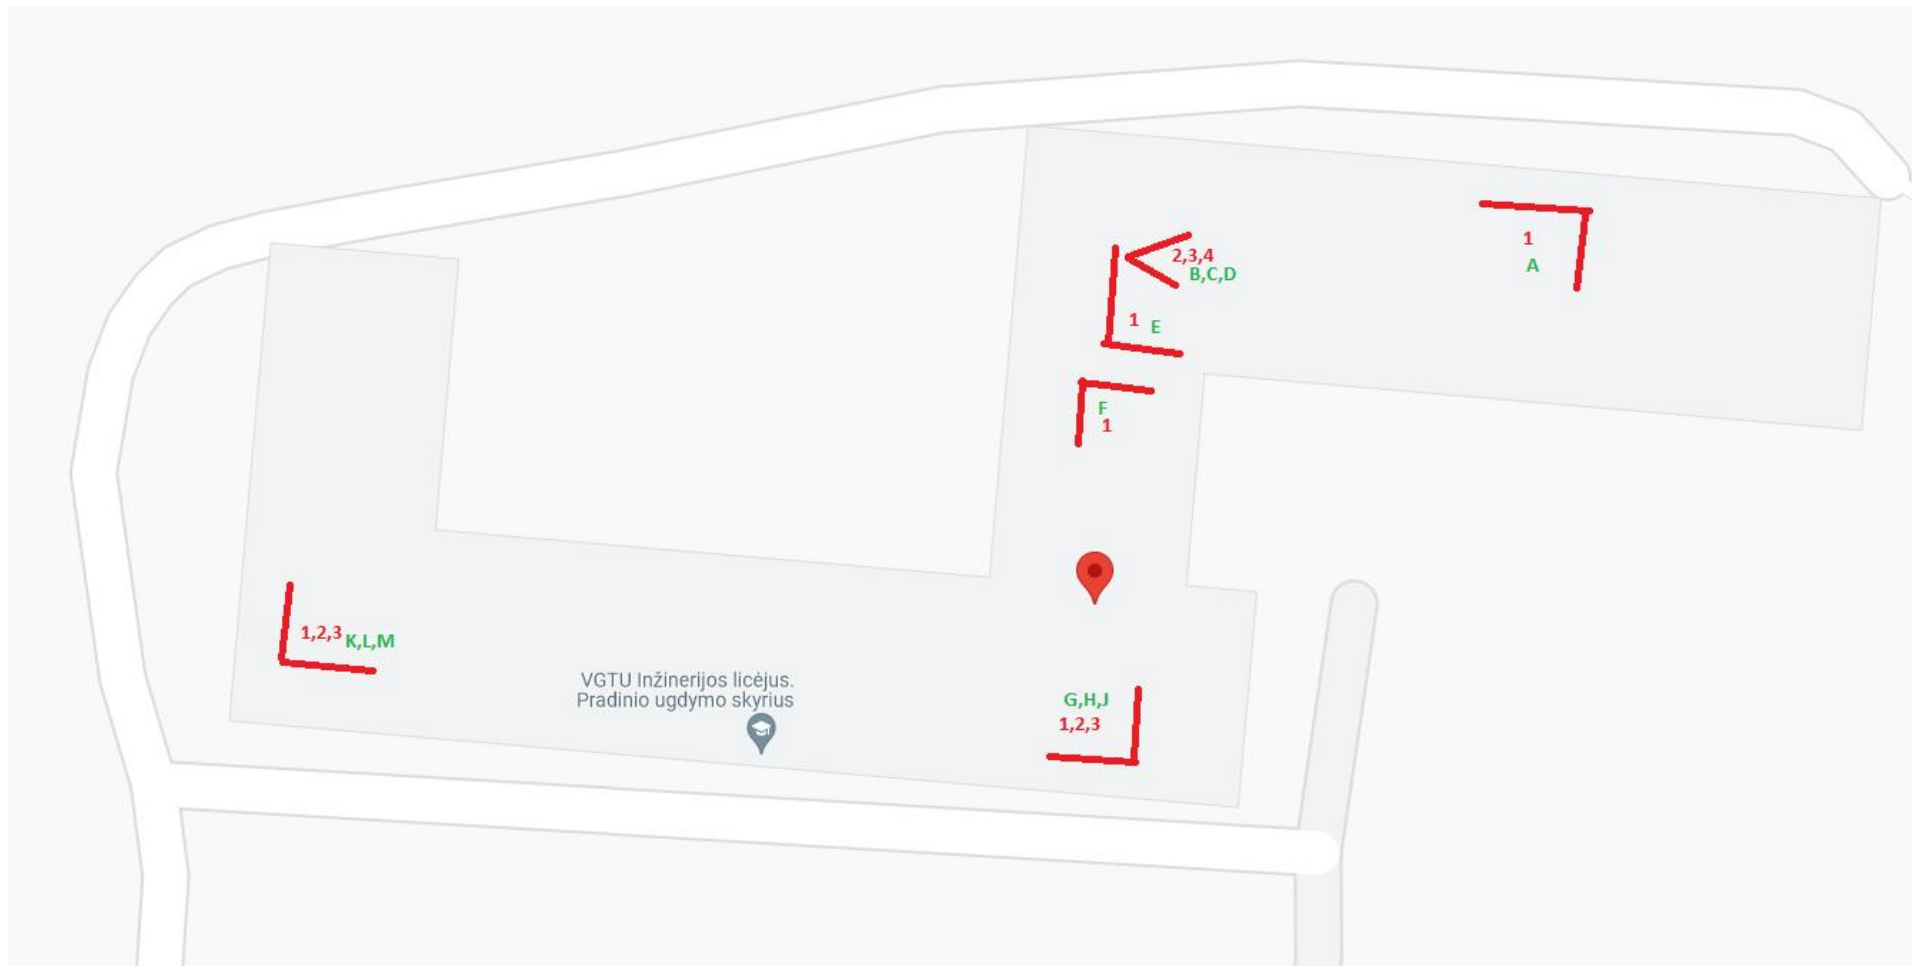 1
A
2,3,4
B,C,D
1 E
F
1
1,2,3 K,L,M
VGTU Inžinerijos licėjus.
Pradinio ugdymo skyrius
G,H,J
1,2,3